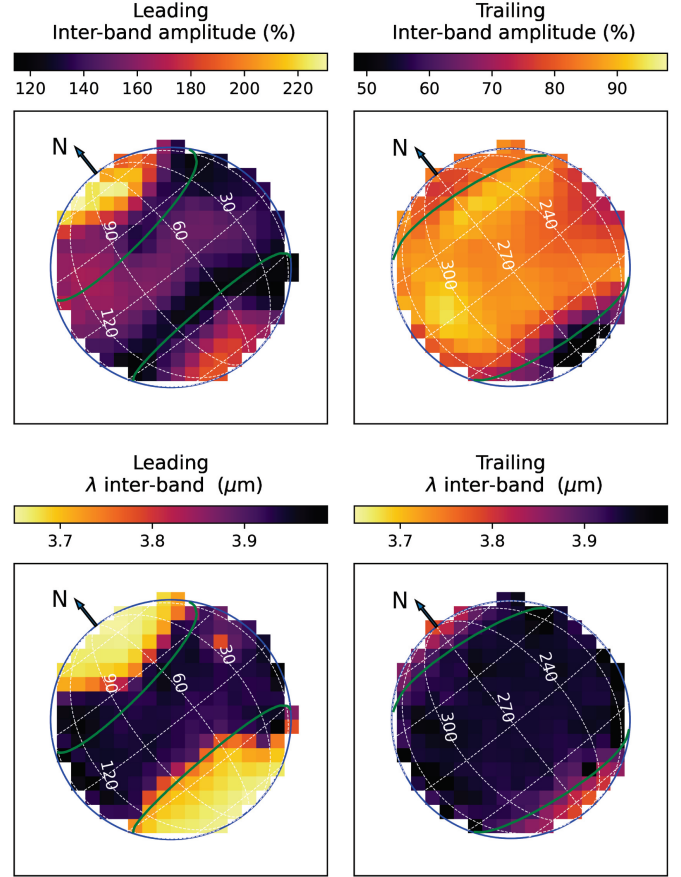 Leading
Inter-band amplitude (%)
120 140 160 180 200 220
N
30
60
90
120
Trailing
Inter-band amplitude (%)
50 60 70 80 90
N
240
270
300
Leading
λ inter-band (μm)
3.7 3.8 3.9
N
30
60
90
120
Trailing
λ inter-band (μm)
3.7 3.8 3.9
N
240
270
300